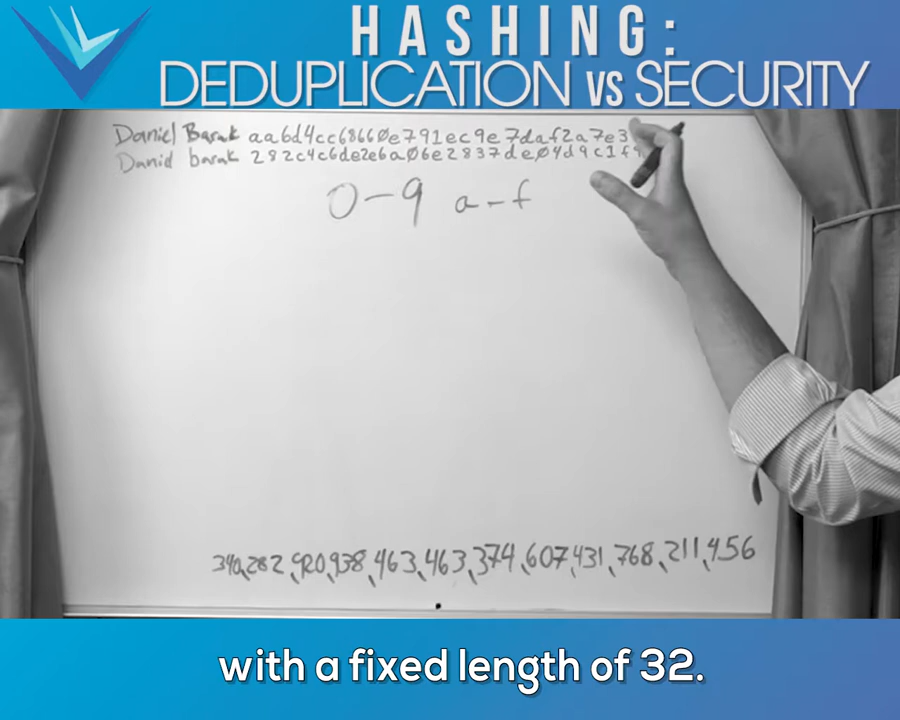 HASHING:
DEDUPLICATION vs SECURITY
Daniel Barak aa6d4cc68660e791ec9e7daf2a7e3
Daniel barak 282c4c6de2e6a06e2837de04d9c1f9
0-9 a-f
340,282,920,938,463,463,374,607,431,768,211,456
with a fixed length of 32.